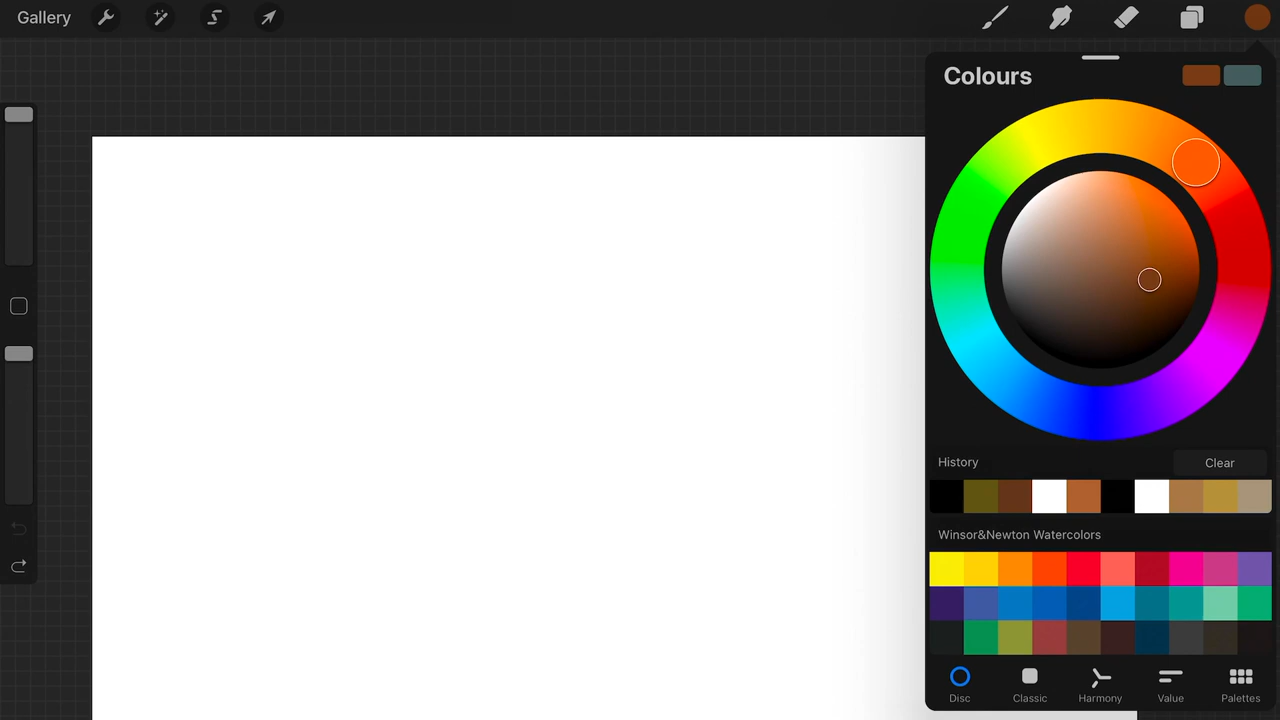 Gallery
Colours
History
Clear
Winsor&Newton Watercolors
Disc
Classic
Harmony
Value
Palettes